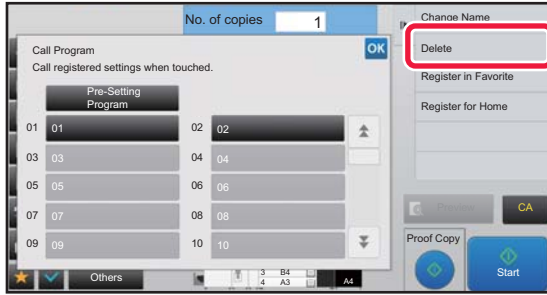 No. of copies 1
Change Name
Call Program
OK
Delete
Call registered settings when touched.
Register in Favorite
Pre-Setting
Program
Register for Home
01 01 02 02
03 03 04 04
05 05 06 06
07 07 08 08
CA
09 09 10 10
Proof Copy
Others
3 B4
4 A3
A4
Start